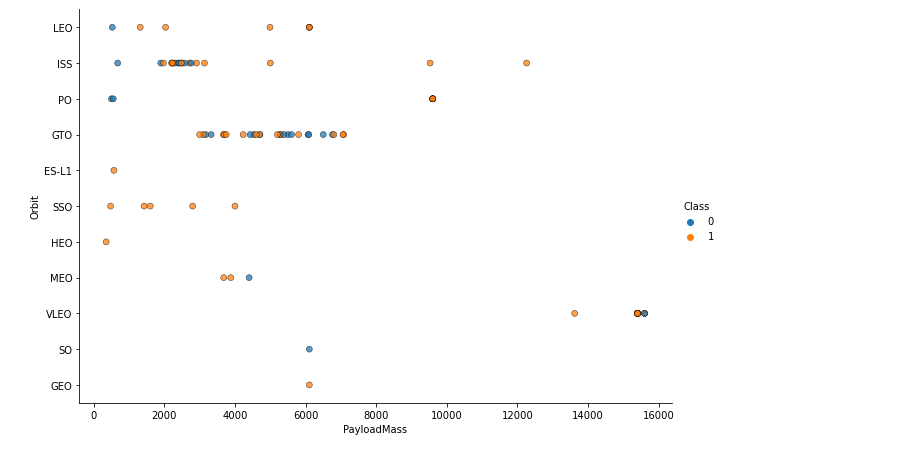 LEO
ISS
PO
GTO
ES-L1
SSO
HEO
MEO
VLEO
SO
GEO
Orbit
0 2000 4000 6000 8000 10000 12000 14000 16000
PayloadMass
Class
0
1